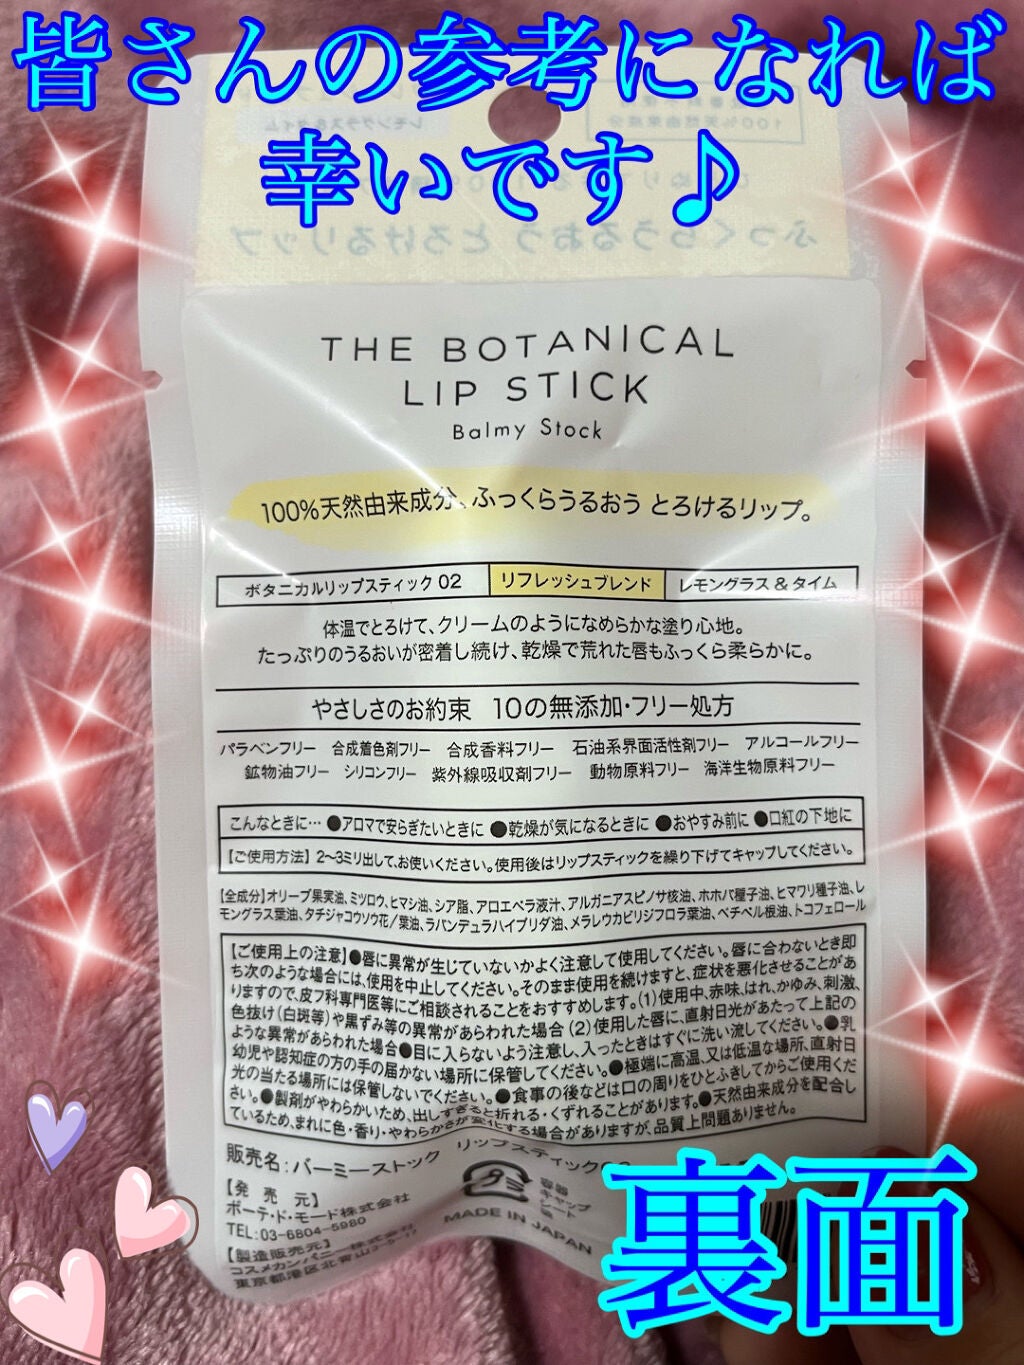 皆さんの参考になれば
幸いです♪
THE BOTANICAL
LIP STICK
Balmy Stock
100%天然由来成分、ふっくらうるおう とろけるリップ。
ボタニカルリップスティック 02 リフレッシュブレンド レモングラス&タイム
体温でとろけて、クリームのようになめらかな塗り心地。
たっぷりのうるおいが密着し続け、乾燥で荒れた唇もふっくら柔らかに。
やさしさのお約束 10の無添加・フリー処方
パラベンフリー 合成着色剤フリー 合成香料フリー 石油系界面活性剤フリー アルコールフリー
鉱物油フリー シリコンフリー 紫外線吸収剤フリー 動物原料フリー 海洋生物原料フリー
こんなときに… ●アロマで安らぎたいときに ●乾燥が気になるときに ●おやすみ前に ●口紅の下地に
【ご使用方法】2〜3ミリ出して、お使いください。使用後はリップスティックを繰り下げてキャップしてください。
【全成分】オリーブ果実油、ミツロウ、ヒマシ油、シア脂、アロエベラ液汁、アルガニアスピノサ核油、ホホバ種子油、ヒマワリ種子油、レ
モングラス葉油、タチジャコウソウ花/葉油、ラバンデュラハイブリダ油、メラレウカビリジフロラ葉油、ベチベル根油、トコフェロール
【ご使用上の注意】●唇に異常が生じていないかよく注意して使用してください。唇に合わないとき即
ち次のような場合には、使用を中止してください。そのまま使用を続けますと、症状を悪化させることがあ
りますので、皮フ科専門医等にご相談されることをおすすめします。(1)使用中、赤味、はれ、かゆみ、刺激、
色抜け(白斑等)や黒ずみ等の異常があらわれた場合 (2)使用した唇に、直射日光があたって上記の
ような異常があらわれた場合●目に入らないよう注意し、入ったときはすぐに洗い流してください。●乳
幼児や認知症の方の手の届かない場所に保管してください。●極端に高温、又は低温な場所、直射日
光の当たる場所には保管しないでください。●食事の後などは口の周りをひとふきしてからご使用くだ
さい。●製剤がやわらかいため、出しすぎると折れる・くずれることがあります。●天然由来成分を配合し
ているため、まれに色・香り・やわらかさが変化する場合がありますが、品質上問題ありません。
販売名:バーミーストック リップスティック
【発 売 元】
ボーテ・ド・モード株式会社
TEL:03-6804-5980
【製造販売元】 株式会社
コスメカンパニー
東京都港区北青山
容器
キャップ
MADE IN JAPAN
裏面